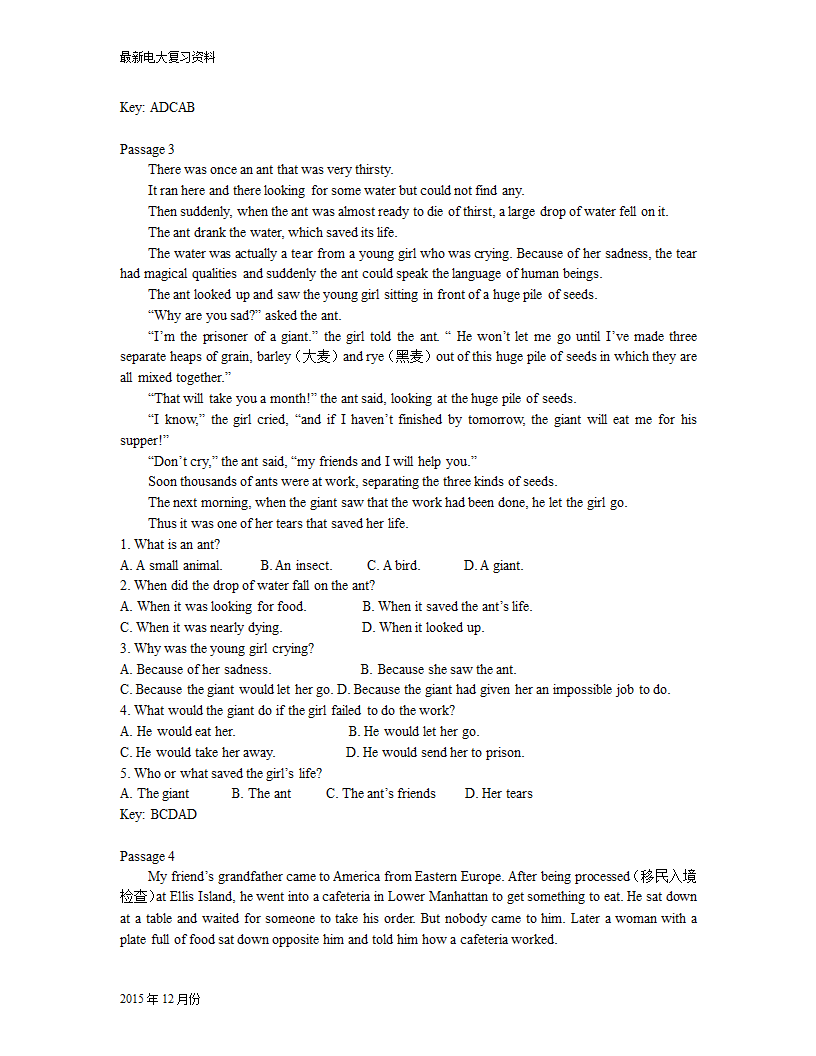 最新电大复习资料
Key: ADCAB
Passage 3
There was once an ant that was very thirsty.
It ran here and there looking for some water but could not find any.
Then suddenly, when the ant was almost ready to die of thirst, a large drop of water fell on it.
The ant drank the water, which saved its life.
The water was actually a tear from a young girl who was crying. Because of her sadness, the tear
had magical qualities and suddenly the ant could speak the language of human beings.
The ant looked up and saw the young girl sitting in front of a huge pile of seeds.
“Why are you sad?” asked the ant.
“I’m the prisoner of a giant.” the girl told the ant. “ He won’t let me go until I’ve made three
separate heaps of grain, barley（大麦）and rye（黑麦）out of this huge pile of seeds in which they are
all mixed together.”
“That will take you a month!” the ant said, looking at the huge pile of seeds.
“I know,” the girl cried, “and if I haven’t finished by tomorrow, the giant will eat me for his
supper!”
“Don’t cry,” the ant said, “my friends and I will help you.”
Soon thousands of ants were at work, separating the three kinds of seeds.
The next morning, when the giant saw that the work had been done, he let the girl go.
Thus it was one of her tears that saved her life.
1. What is an ant?
A. A small animal. B. An insect. C. A bird. D. A giant.
2. When did the drop of water fall on the ant?
A. When it was looking for food. B. When it saved the ant’s life.
C. When it was nearly dying. D. When it looked up.
3. Why was the young girl crying?
A. Because of her sadness. B. Because she saw the ant.
C. Because the giant would let her go. D. Because the giant had given her an impossible job to do.
4. What would the giant do if the girl failed to do the work?
A. He would eat her. B. He would let her go.
C. He would take her away. D. He would send her to prison.
5. Who or what saved the girl’s life?
A. The giant B. The ant C. The ant’s friends D. Her tears
Key: BCDAD
Passage 4
My friend’s grandfather came to America from Eastern Europe. After being processed（移民入境
检查）at Ellis Island, he went into a cafeteria in Lower Manhattan to get something to eat. He sat down
at a table and waited for someone to take his order. But nobody came to him. Later a woman with a
plate full of food sat down opposite him and told him how a cafeteria worked.
2015 年 12 月份